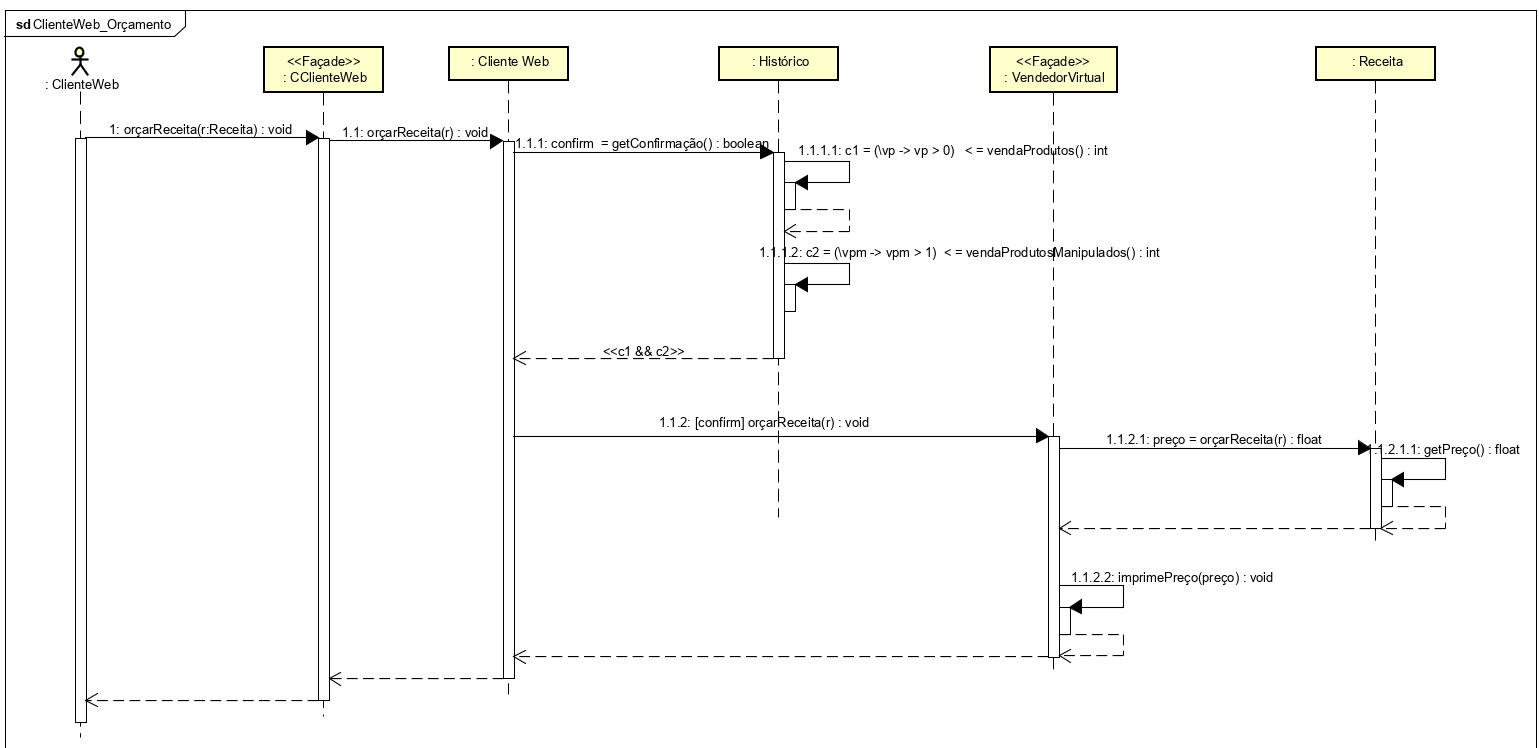 sd ClienteWeb_Orçamento
: ClienteWeb
<<Façade>>
: CClienteWeb
: Cliente Web
: Histórico
<<Façade>>
: VendedorVirtual
: Receita
1: orçarReceita(r:Receita) : void
1.1: orçarReceita(r) : void
1.1.1: confirm  = getConfirmação() : boolean
1.1.1.1: c1 = (\vp -> vp > 0)   < = vendaProdutos() : int
1.1.1.2: c2 = (\vpm -> vpm > 1)  < = vendaProdutosManipulados() : int
<<c1 && c2>>
1.1.2: [confirm] orçarReceita(r) : void
1.1.2.1: preço = orçarReceita(r) : float
1.1.2.1.1: getPreço() : float
1.1.2.2: imprimePreço(preço) : void